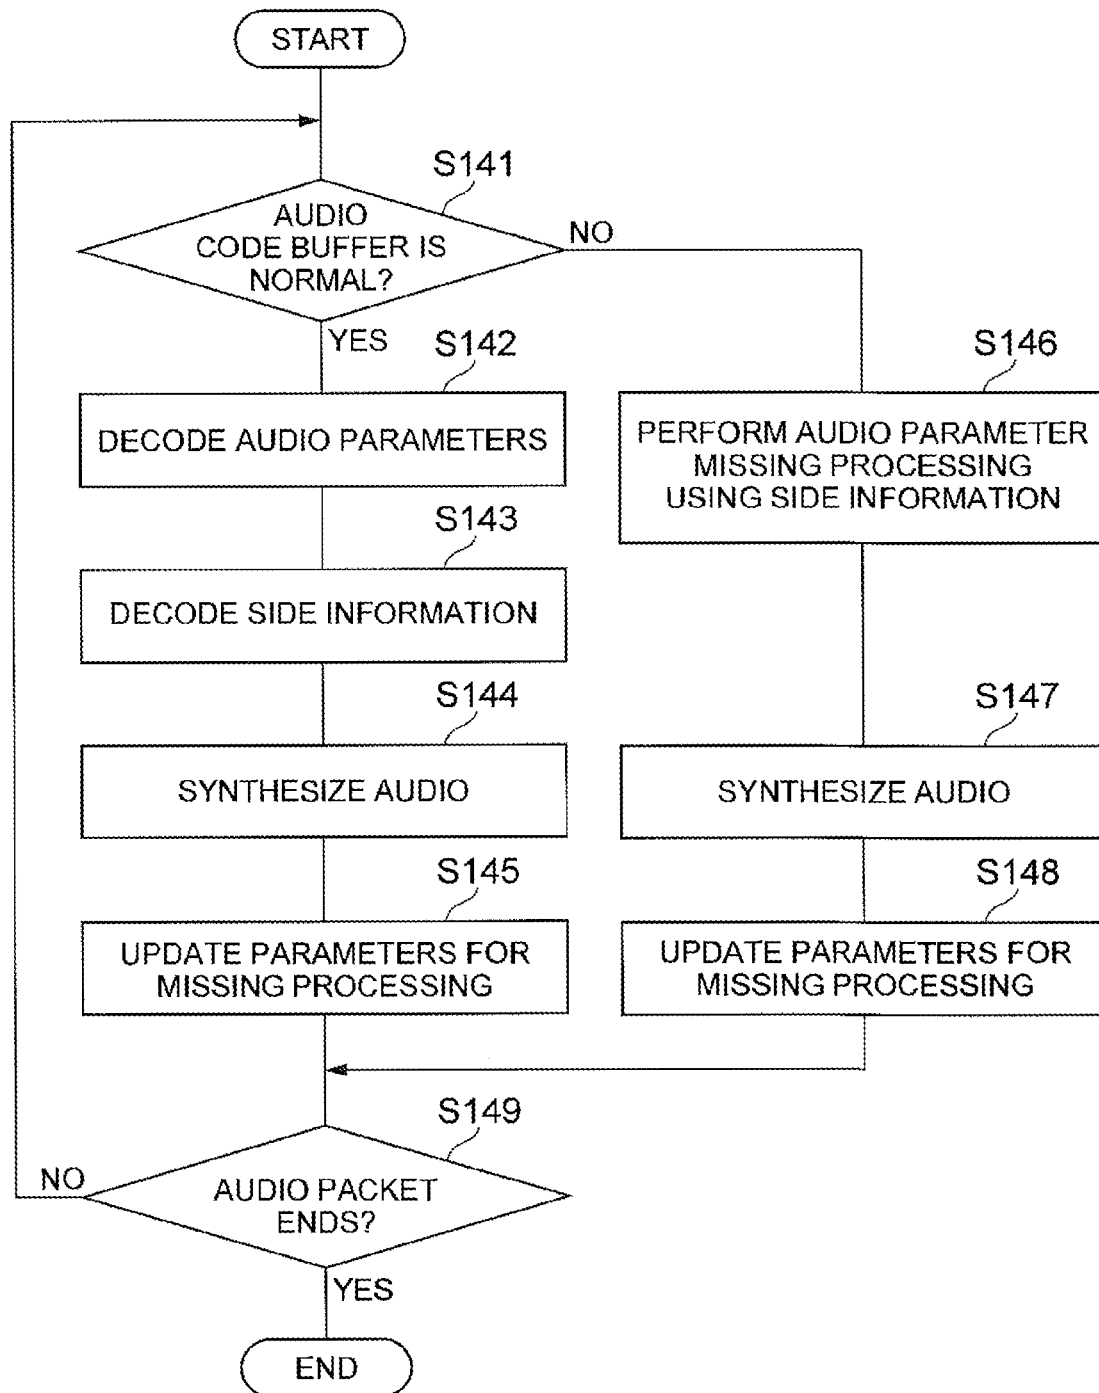 START
S141
AUDIO
CODE BUFFER IS
NORMAL?
NO
YES
S142
DECODE AUDIO PARAMETERS
S146
PERFORM AUDIO PARAMETER
MISSING PROCESSING
USING SIDE INFORMATION
S143
DECODE SIDE INFORMATION
S144
SYNTHESIZE AUDIO
S147
SYNTHESIZE AUDIO
S145
UPDATE PARAMETERS FOR
MISSING PROCESSING
S148
UPDATE PARAMETERS FOR
MISSING PROCESSING
S149
NO
AUDIO PACKET
ENDS?
YES
END